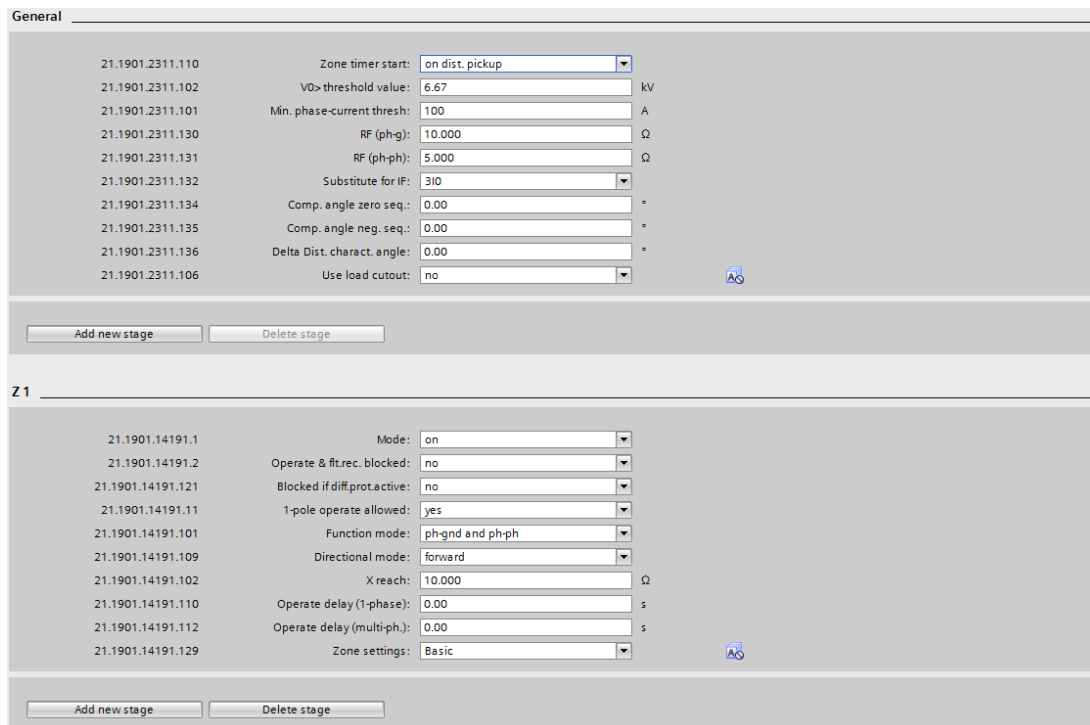 General
21.1901.2311.110 Zone timer start: on dist. pickup
21.1901.2311.102 V0> threshold value: 6.67 kV
21.1901.2311.101 Min. phase-current thresh: 100 A
21.1901.2311.130 RF (ph-g): 10.000 Ω
21.1901.2311.131 RF (ph-ph): 5.000 Ω
21.1901.2311.132 Substitute for IF: 3I0
21.1901.2311.134 Comp. angle zero seq.: 0.00 °
21.1901.2311.135 Comp. angle neg. seq.: 0.00 °
21.1901.2311.136 Delta Dist. charact. angle: 0.00 °
21.1901.2311.106 Use load cutout: no A
Add new stage Delete stage
Z 1
21.1901.14191.1 Mode: on
21.1901.14191.2 Operate & flt.rec. blocked: no
21.1901.14191.121 Blocked if diff.prot.active: no
21.1901.14191.11 1-pole operate allowed: yes
21.1901.14191.101 Function mode: ph-gnd and ph-ph
21.1901.14191.109 Directional mode: forward
21.1901.14191.102 X reach: 10.000 Ω
21.1901.14191.110 Operate delay (1-phase): 0.00 s
21.1901.14191.112 Operate delay (multi-ph.): 0.00 s
21.1901.14191.129 Zone settings: Basic A
Add new stage Delete stage